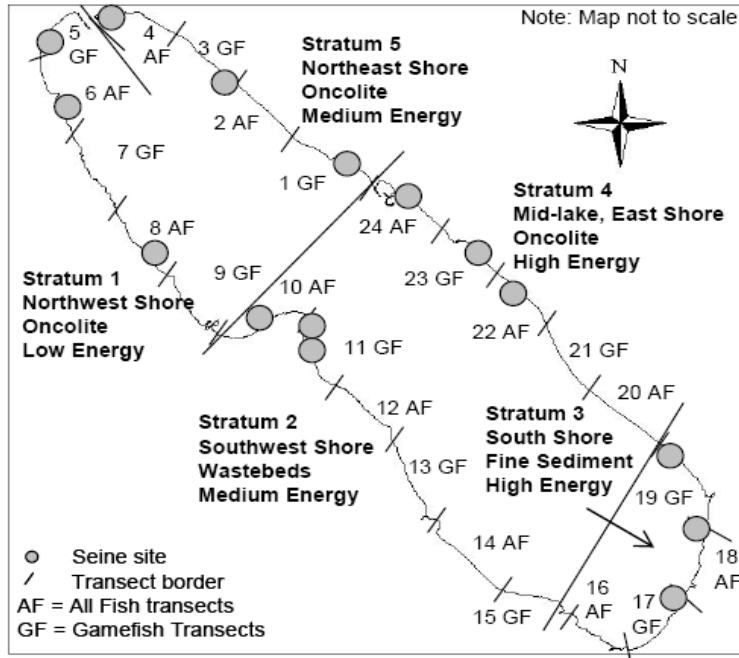 Note: Map not to scale
N
5
GF
4
AF
3 GF
Stratum 5
Northeast Shore
Oncolite
Medium Energy
6 AF
2 AF
7 GF
1 GF
8 AF
24 AF
Stratum 4
Mid-lake, East Shore
Oncolite
High Energy
Stratum 1
Northwest Shore
Oncolite
Low Energy
9 GF
10 AF
23 GF
22 AF
11 GF
21 GF
12 AF
20 AF
Stratum 2
Southwest Shore
Wastebeds
Medium Energy
13 GF
Stratum 3
South Shore
Fine Sediment
High Energy
19 GF
14 AF
18
AF
15 GF
16
AF
17
GF
Seine site
Transect border
AF = All Fish transects
GF = Gamefish Transects